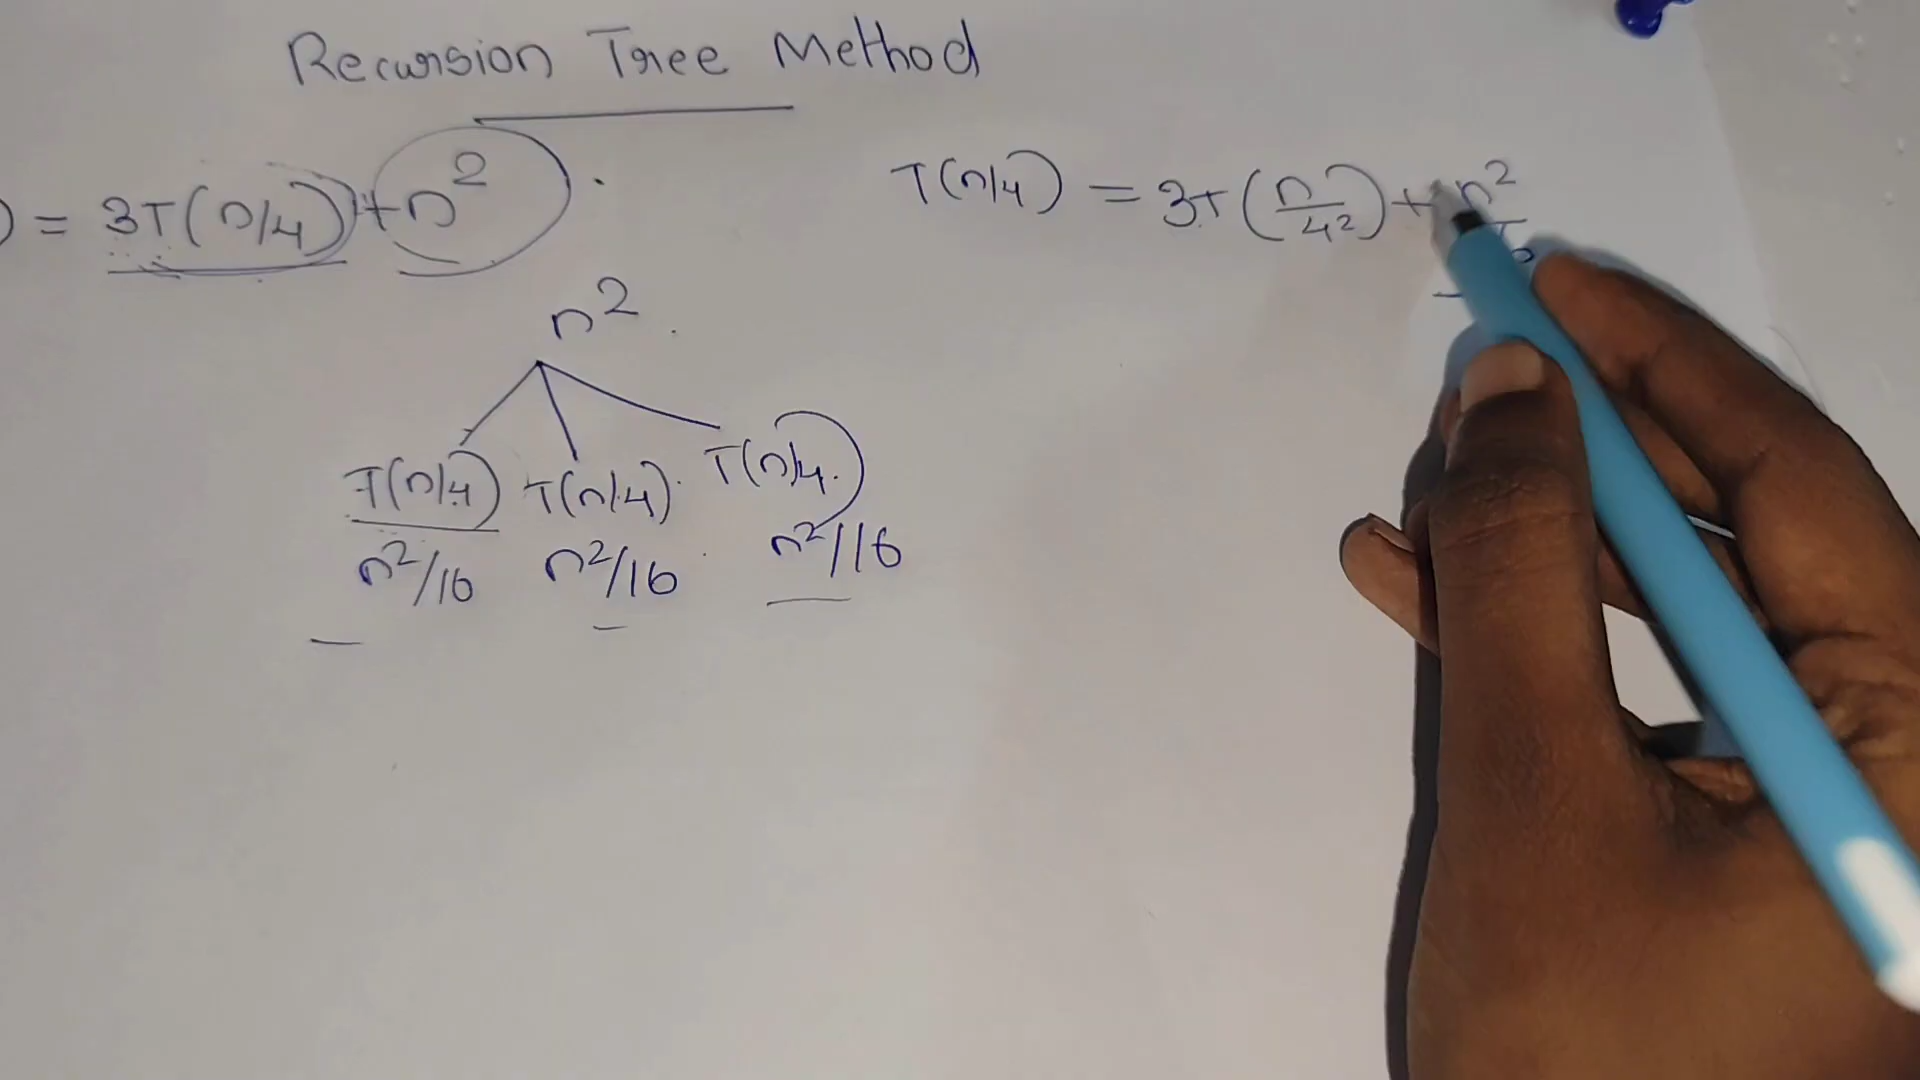 Recursion Tree Method
) = 3T(n/4) + n²
T(n/4) = 3T(n/4²) + n²
n²
T(n/4) T(n/4) T(n/4)
n²/16 n²/16 n²/16